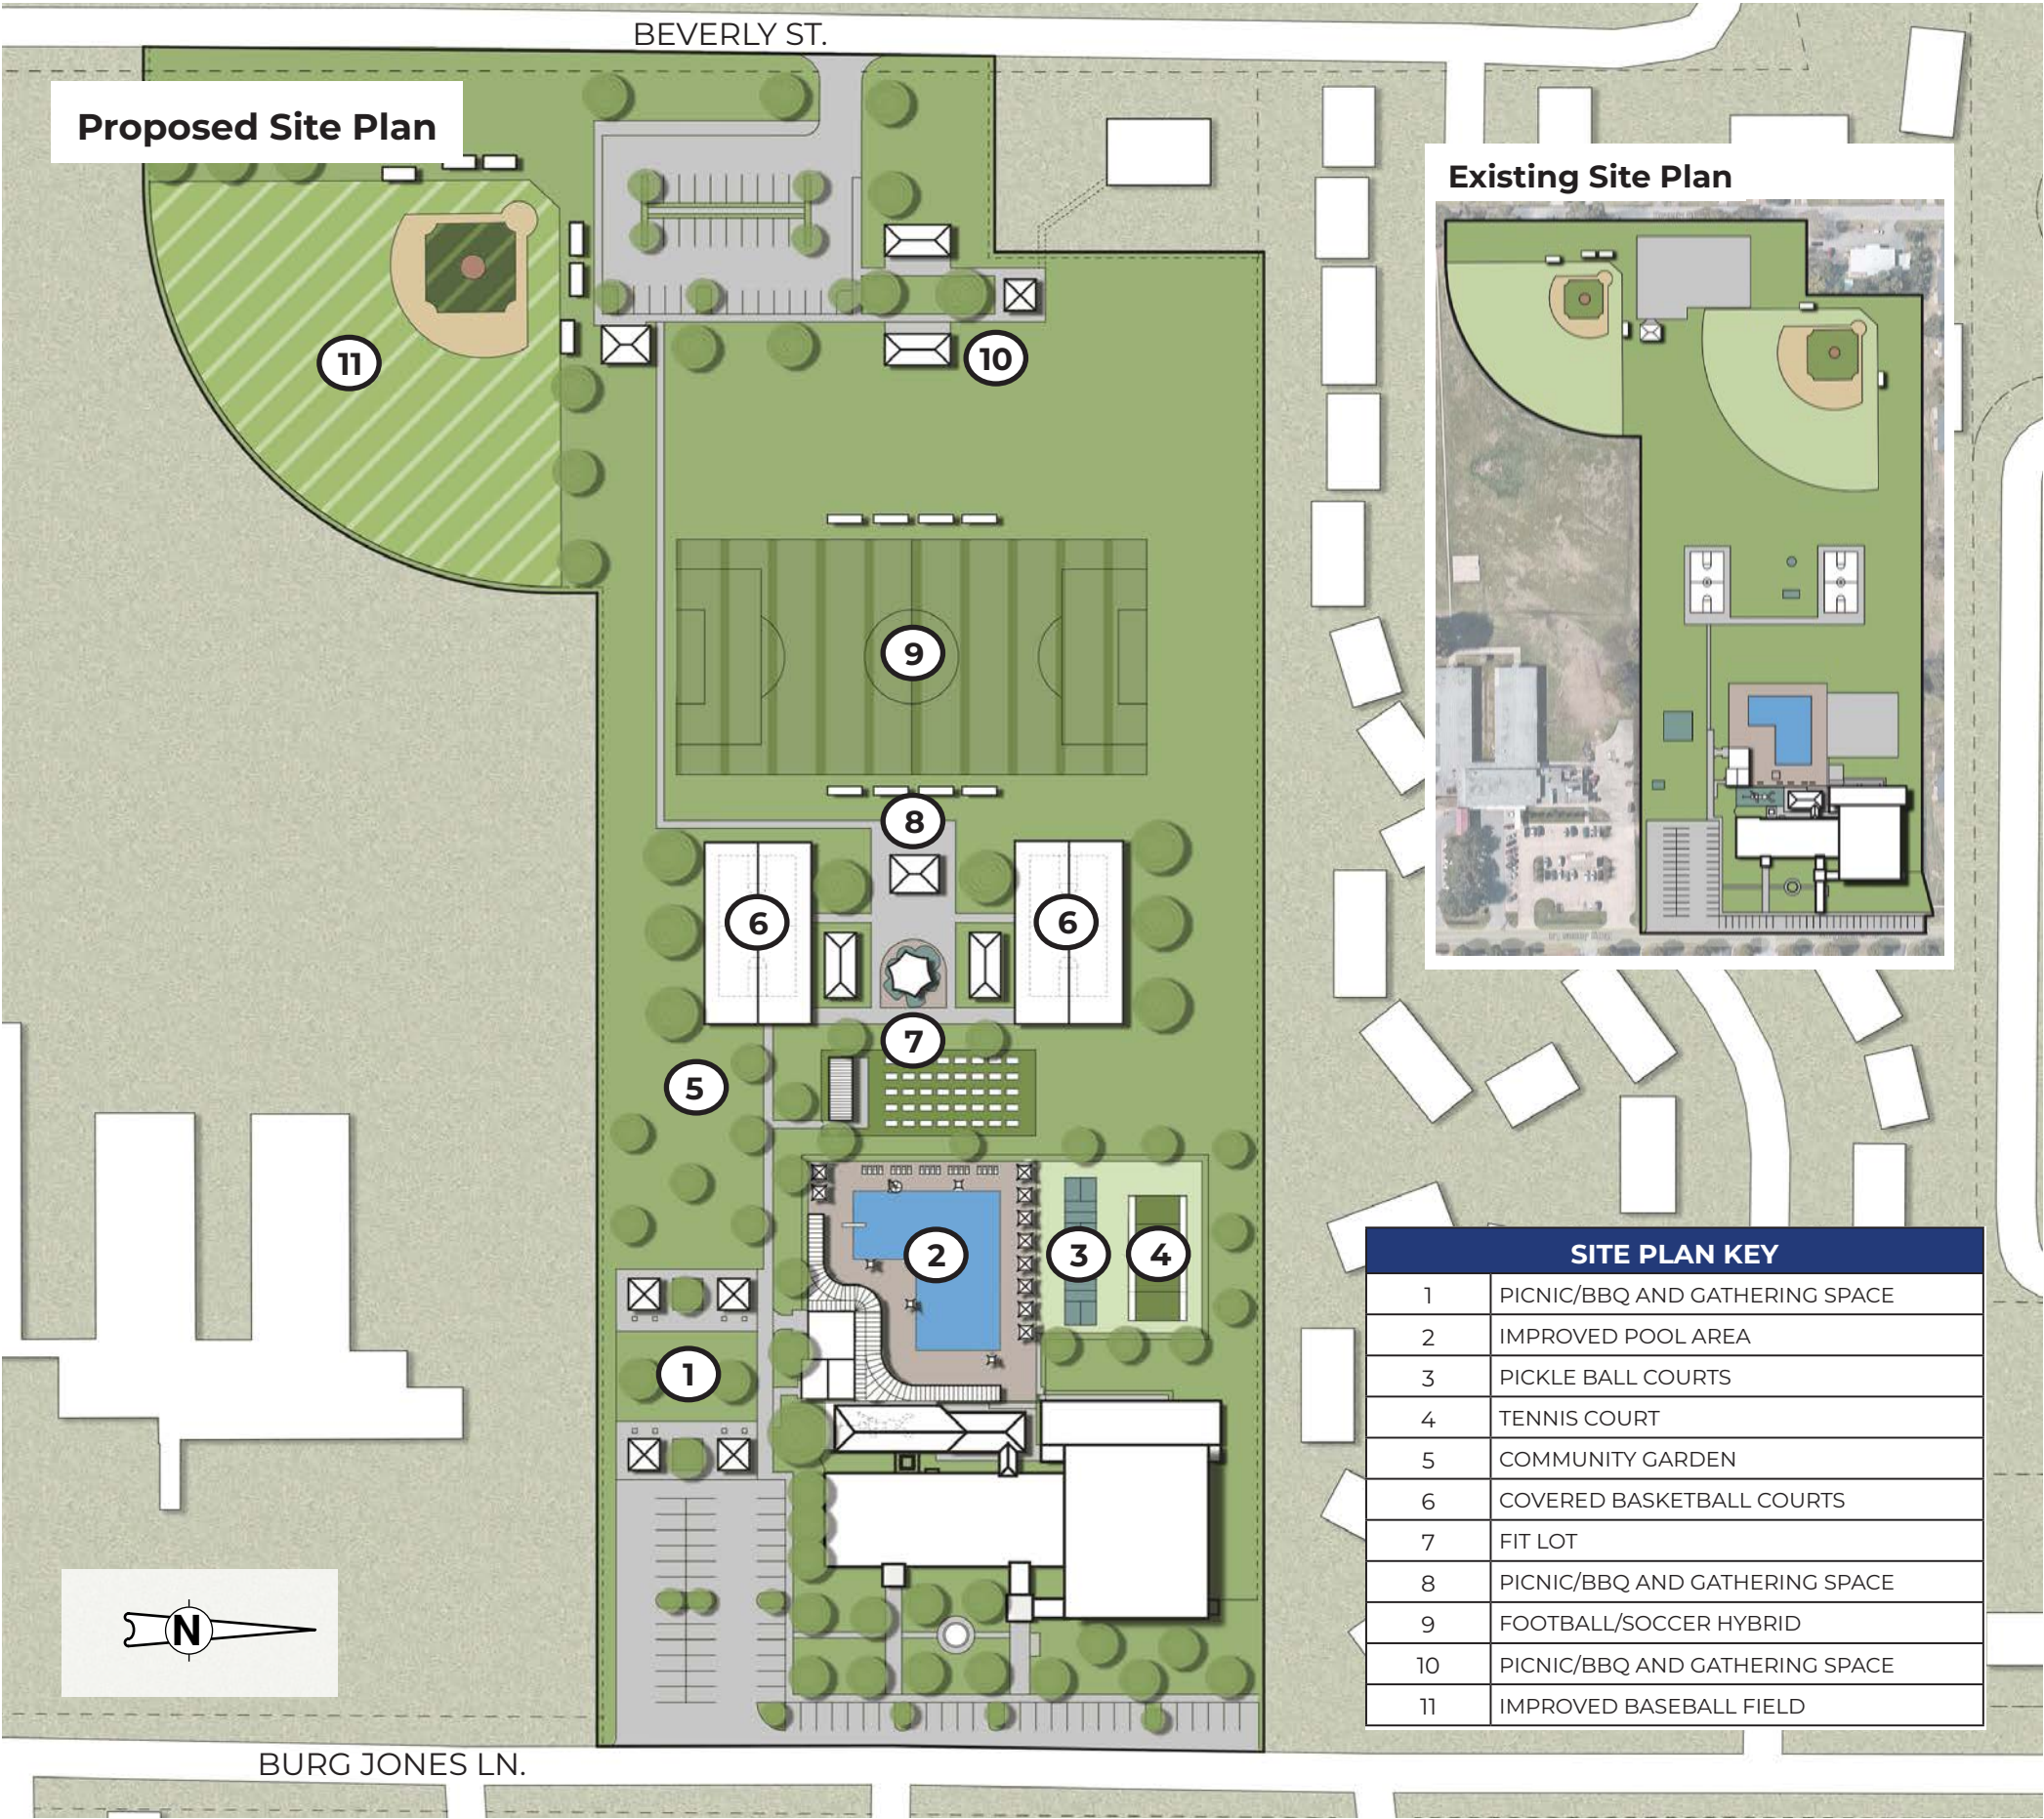 BEVERLY ST.
Proposed Site Plan
Existing Site Plan
11
10
9
8
6
6
7
5
2
3
4
1
N
SITE PLAN KEY
1 PICNIC/BBQ AND GATHERING SPACE
2 IMPROVED POOL AREA
3 PICKLE BALL COURTS
4 TENNIS COURT
5 COMMUNITY GARDEN
6 COVERED BASKETBALL COURTS
7 FIT LOT
8 PICNIC/BBQ AND GATHERING SPACE
9 FOOTBALL/SOCCER HYBRID
10 PICNIC/BBQ AND GATHERING SPACE
11 IMPROVED BASEBALL FIELD
BURG JONES LN.